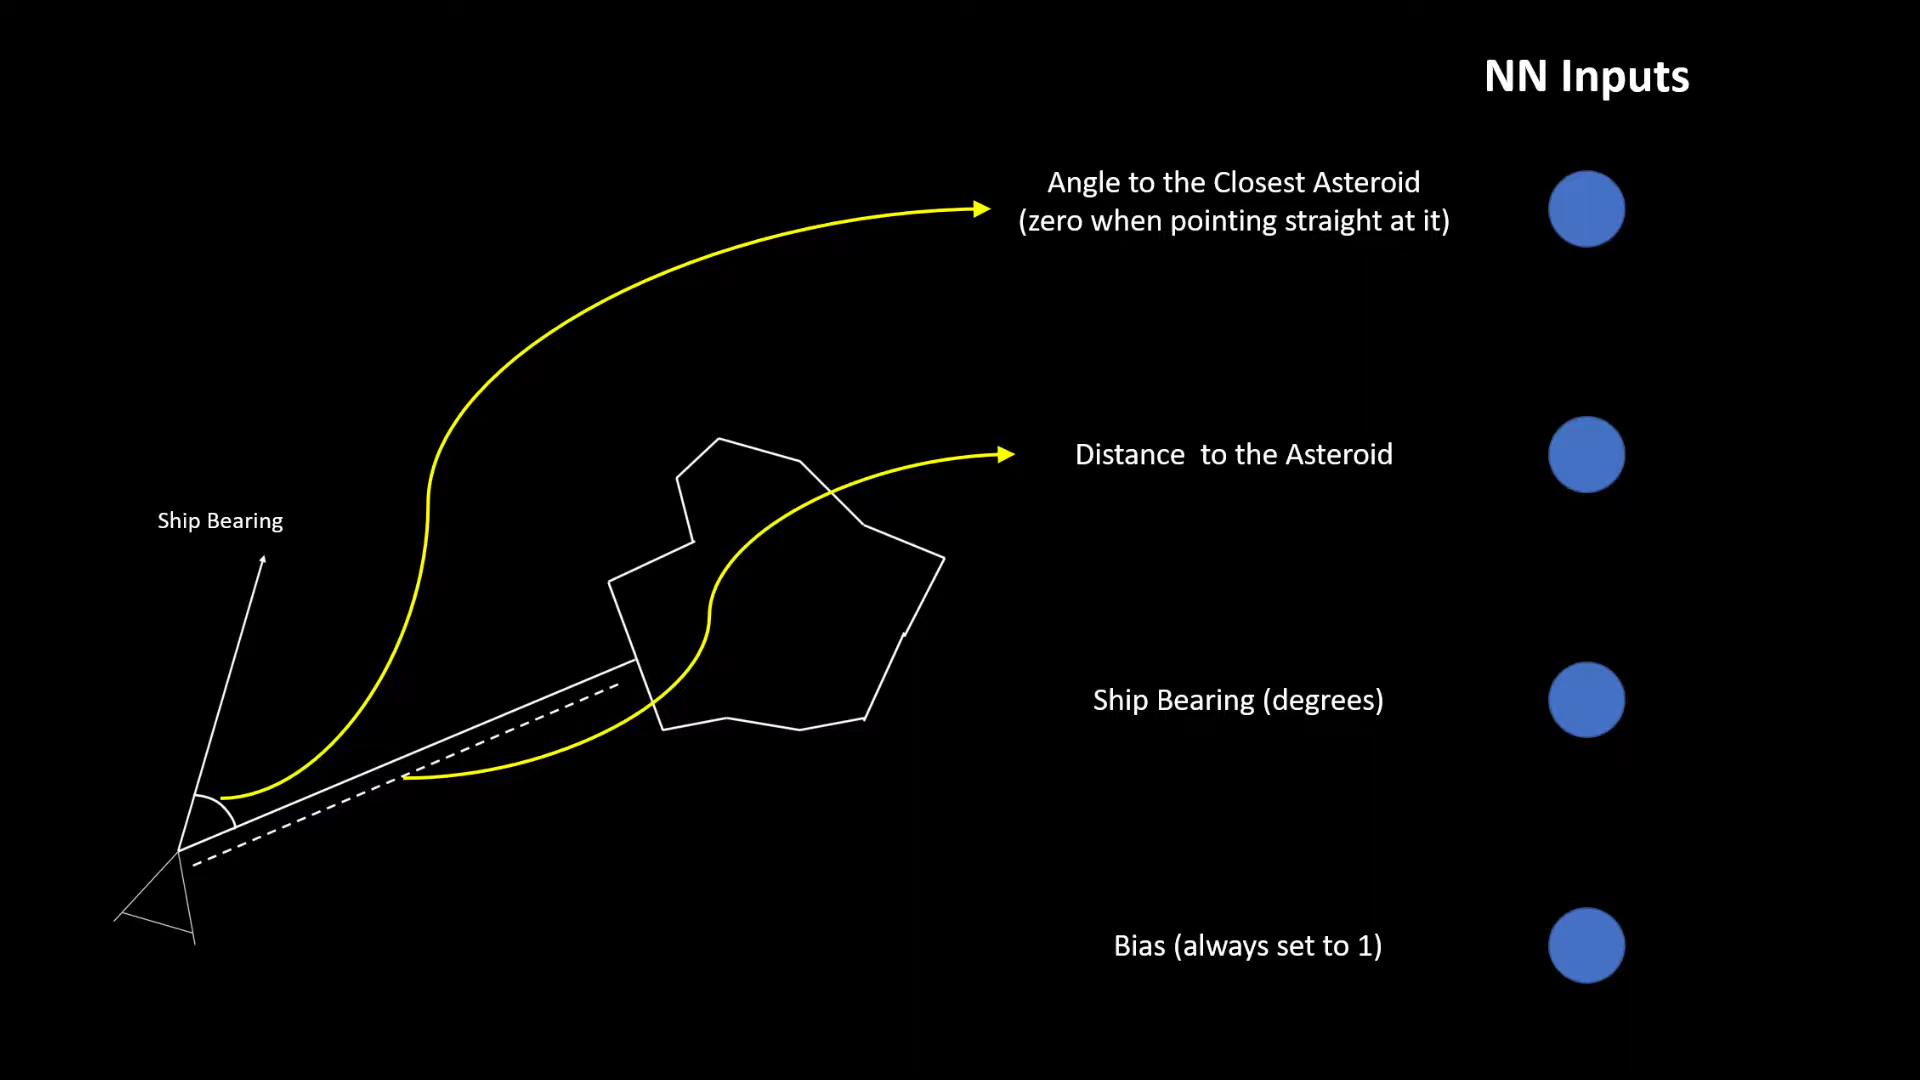 NN Inputs
Angle to the Closest Asteroid
(zero when pointing straight at it)
Distance  to the Asteroid
Ship Bearing
Ship Bearing (degrees)
Bias (always set to 1)